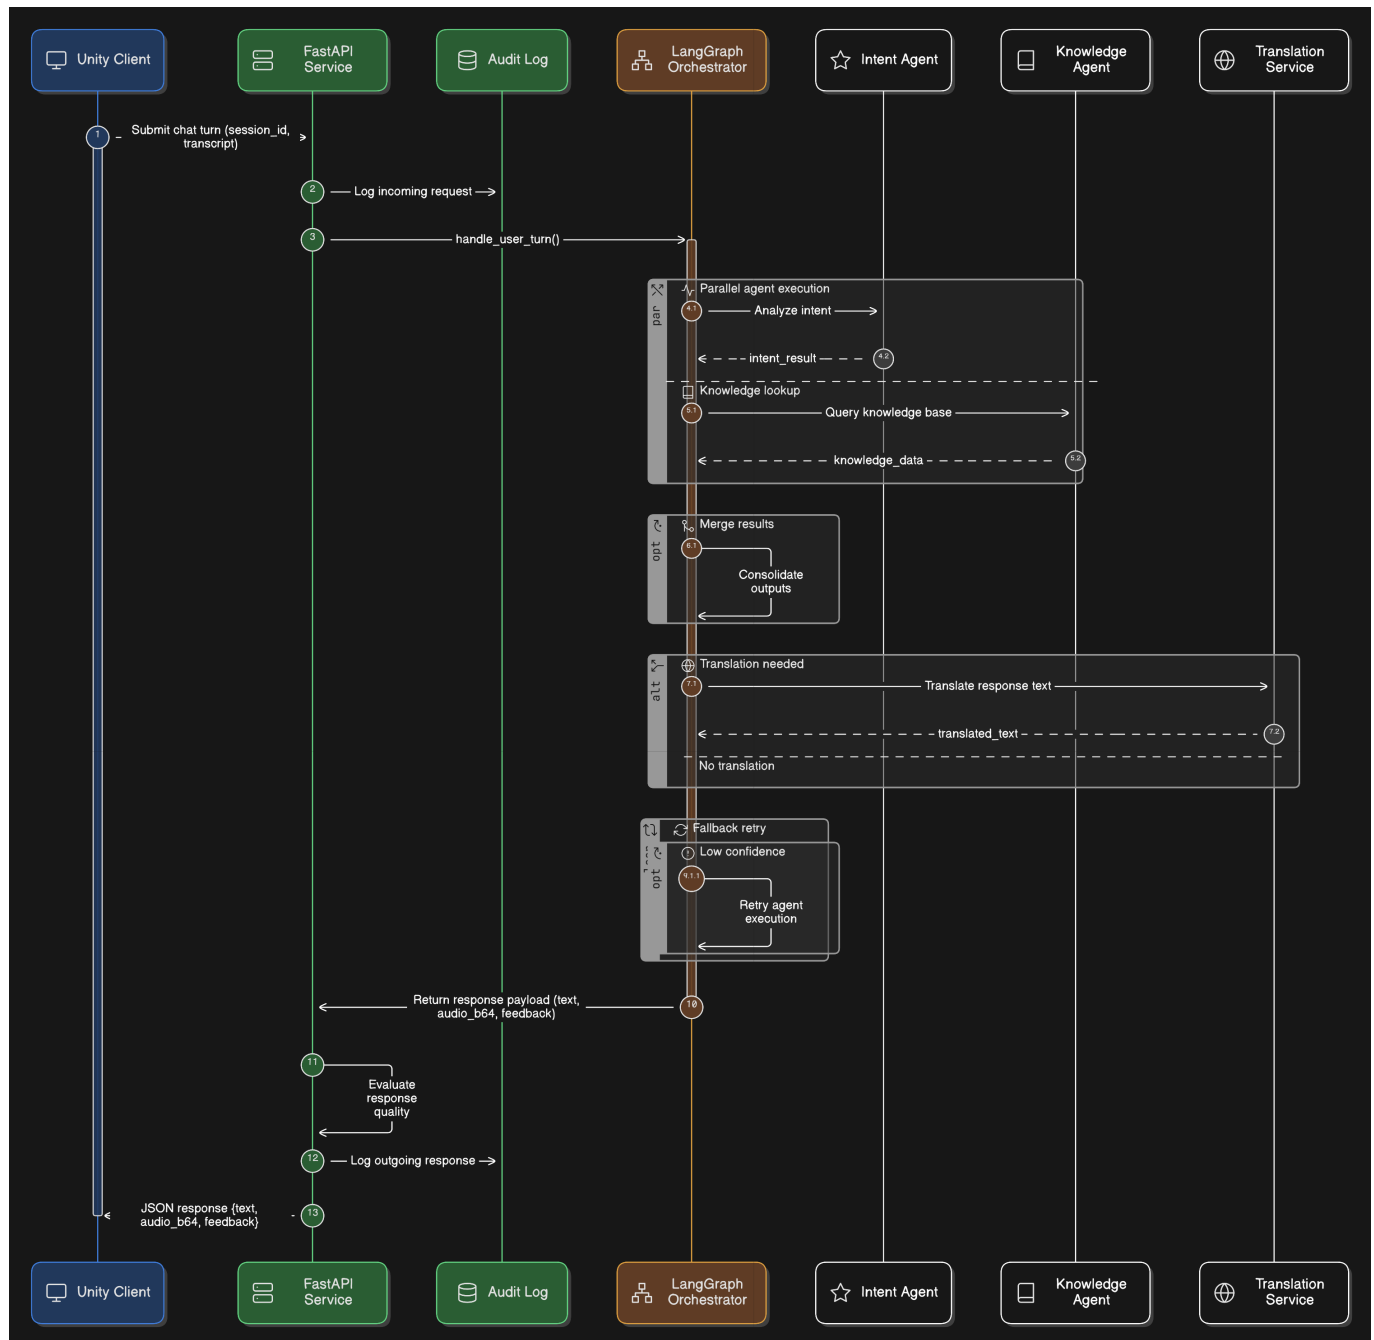 Unity Client
FastAPI
Service
Audit Log
LangGraph
Orchestrator
Intent Agent
Knowledge
Agent
Translation
Service
1
Submit chat turn (session_id,
transcript)
2
Log incoming request
3
handle_user_turn()
par
Parallel agent execution
4.1
Analyze intent
intent_result
4.2
Knowledge lookup
5.1
Query knowledge base
knowledge_data
5.2
opt
Merge results
6.1
Consolidate
outputs
alt
Translation needed
7.1
Translate response text
translated_text
7.2
No translation
Fallback retry
opt
Low confidence
9.1.1
Retry agent
execution
Return response payload (text,
audio_b64, feedback)
10
11
Evaluate
response
quality
12
Log outgoing response
JSON response {text,
audio_b64, feedback}
13
Unity Client
FastAPI
Service
Audit Log
LangGraph
Orchestrator
Intent Agent
Knowledge
Agent
Translation
Service